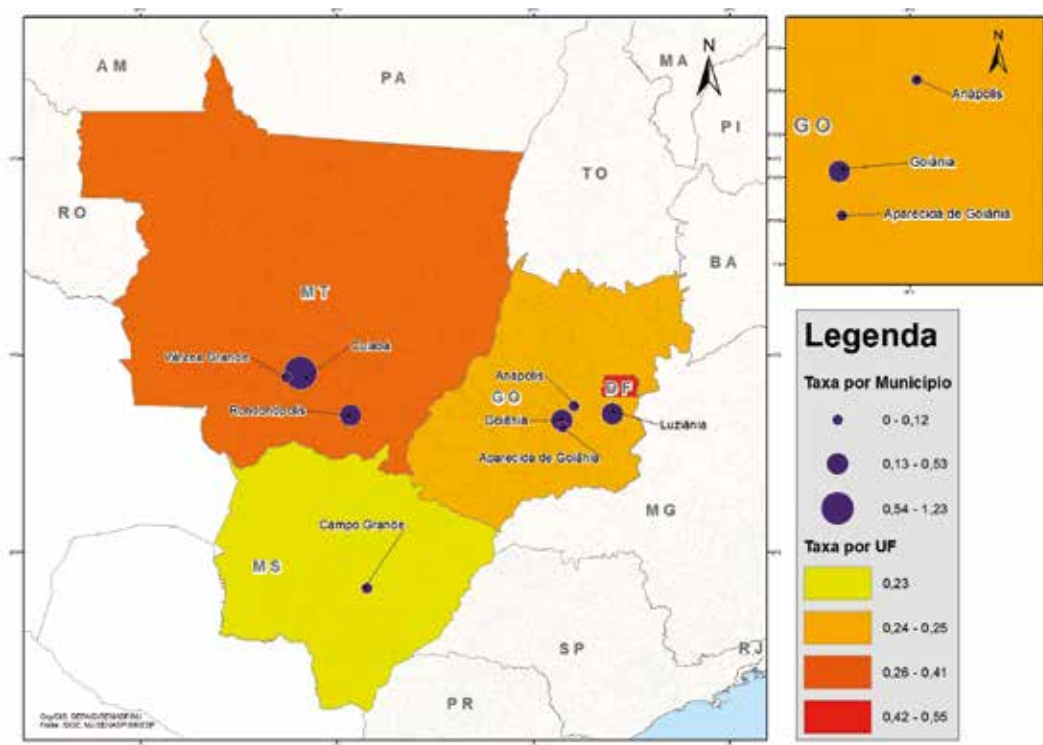 N
AM
PA
MA
PI
TO
RO
BA
MT
Várzea Grande
Cuiabá
Rondonópolis
Anápolis
GO
DF
Goiânia
Luziânia
Aparecida de Goiânia
MG
Campo Grande
MS
SP
RJ
PR
N
Anápolis
GO
Goiânia
Aparecida de Goiânia
Legenda
Taxa por Município
0 - 0,12
0,13 - 0,53
0,54 - 1,23
Taxa por UF
0,23
0,24 - 0,25
0,26 - 0,41
0,42 - 0,55